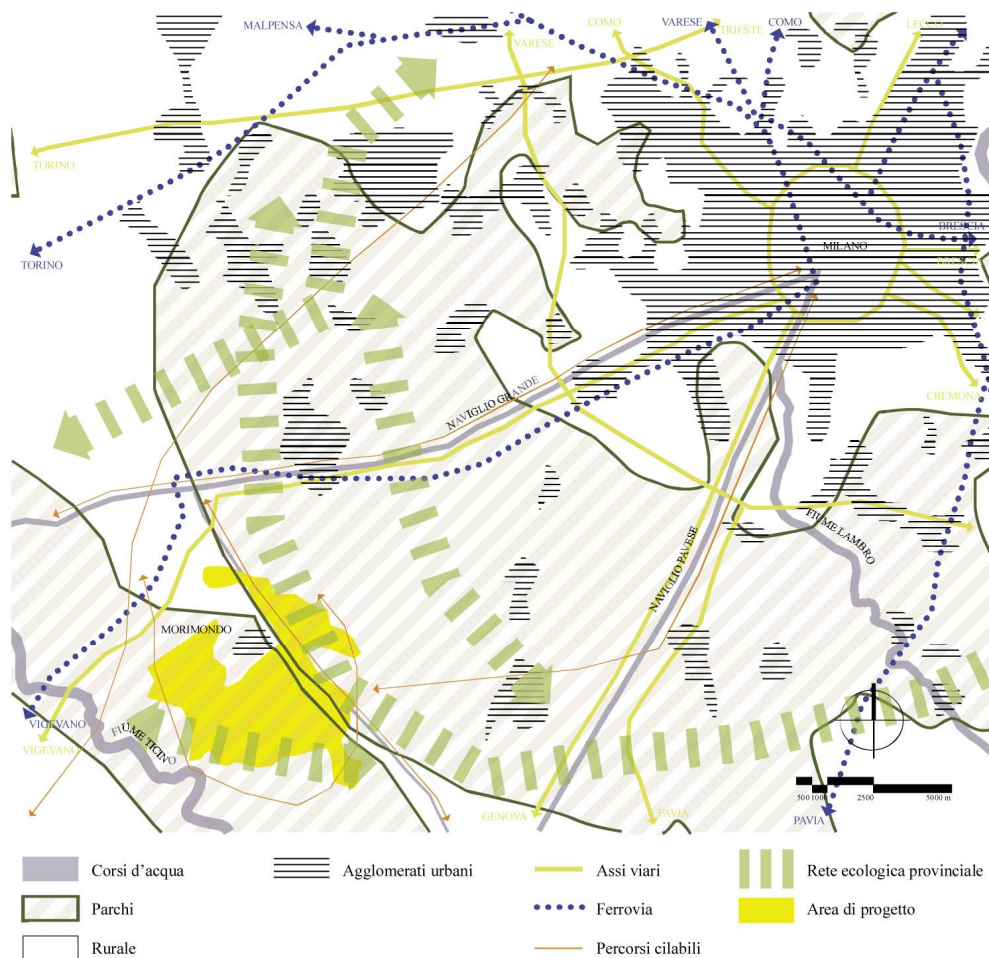 MALPENSA
COMO
VARESE
COMO
LECCO
TRIESTE
VARESE
TORINO
TORINO
BRESCIA
MILANO
BRESCIA
NAVIGLIO GRANDE
CREMONA
FIUME LAMBRO
NAVIGLIO PAVESE
MORIMONDO
VIGEVANO
FIUME TICINO
VIGEVANO
500 1000 2500 5000 m
GENOVA
PAVIA
PAVIA
Corsi d'acqua
Agglomerati urbani
Assi viari
Rete ecologica provinciale
Parchi
Ferrovia
Area di progetto
Rurale
Percorsi cilabili